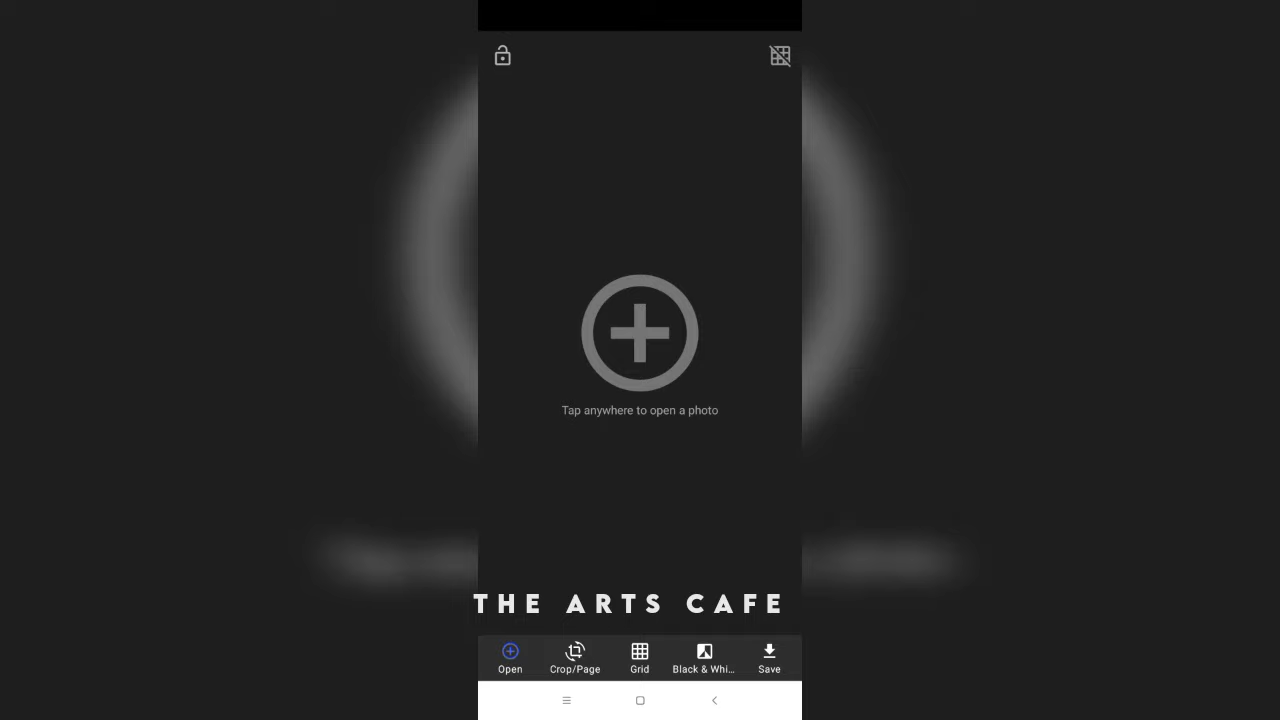 Tap anywhere to open a photo
THE ARTS CAFE
Open Crop/Page Grid Black & Whi... Save